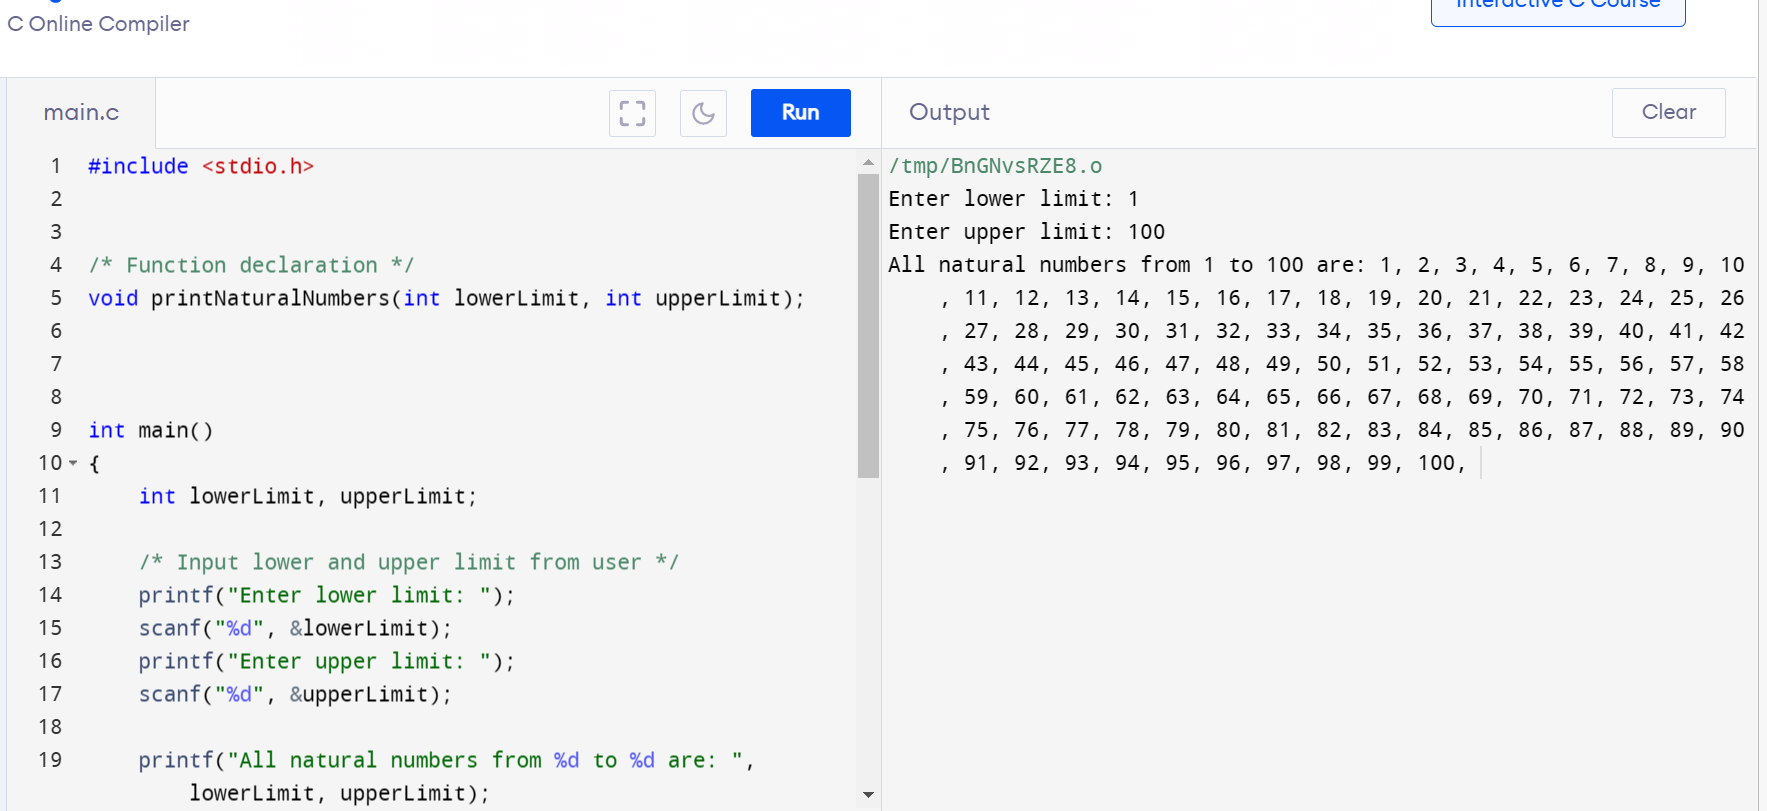 C Online Compiler
Interactive C Course
main.c
Run
Output
Clear
1 #include <stdio.h>
2
3
4 /* Function declaration */
5 void printNaturalNumbers(int lowerLimit, int upperLimit);
6
7
8
9 int main()
10 {
11 int lowerLimit, upperLimit;
12
13 /* Input lower and upper limit from user */
14 printf("Enter lower limit: ");
15 scanf("%d", &lowerLimit);
16 printf("Enter upper limit: ");
17 scanf("%d", &upperLimit);
18
19 printf("All natural numbers from %d to %d are: ",
lowerLimit, upperLimit);
/tmp/BnGNvsRZE8.o
Enter lower limit: 1
Enter upper limit: 100
All natural numbers from 1 to 100 are: 1, 2, 3, 4, 5, 6, 7, 8, 9, 10
, 11, 12, 13, 14, 15, 16, 17, 18, 19, 20, 21, 22, 23, 24, 25, 26
, 27, 28, 29, 30, 31, 32, 33, 34, 35, 36, 37, 38, 39, 40, 41, 42
, 43, 44, 45, 46, 47, 48, 49, 50, 51, 52, 53, 54, 55, 56, 57, 58
, 59, 60, 61, 62, 63, 64, 65, 66, 67, 68, 69, 70, 71, 72, 73, 74
, 75, 76, 77, 78, 79, 80, 81, 82, 83, 84, 85, 86, 87, 88, 89, 90
, 91, 92, 93, 94, 95, 96, 97, 98, 99, 100,